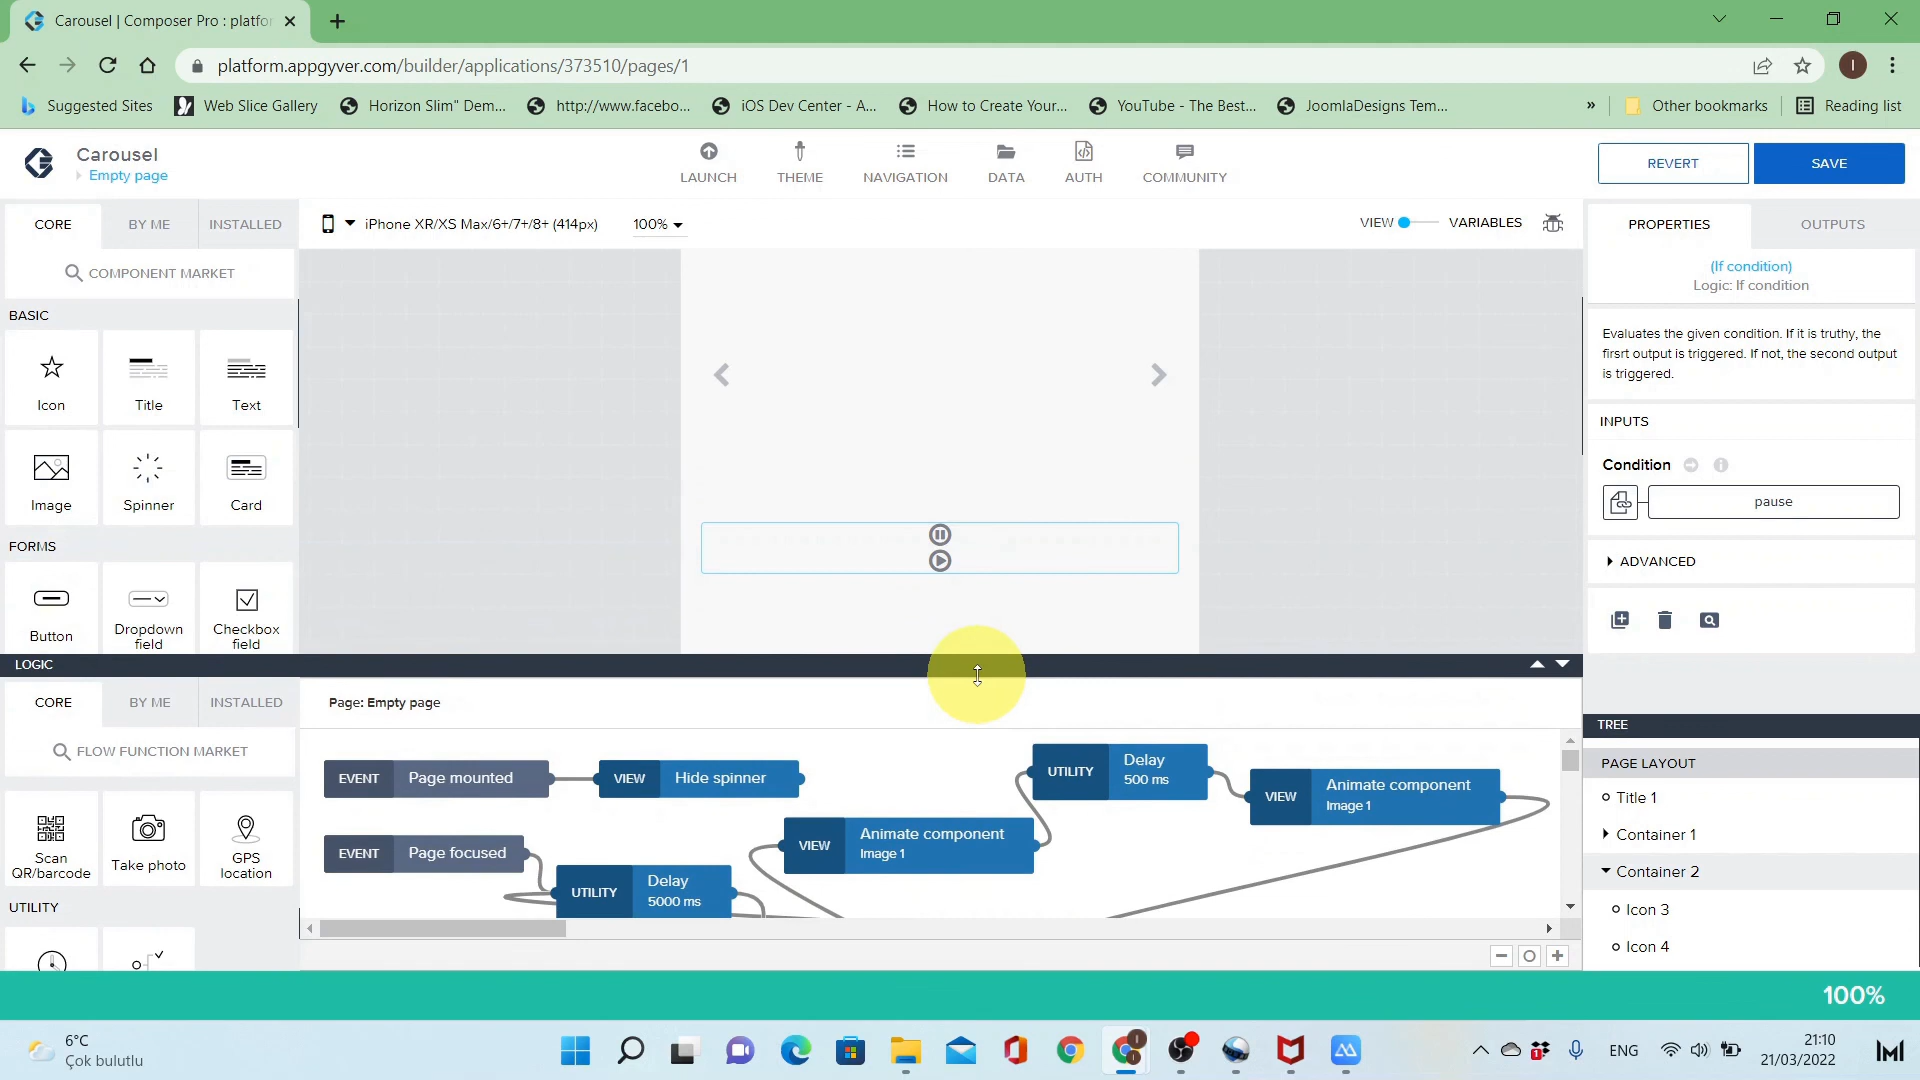 Carousel | Composer Pro : platfo
platform.appgyver.com/builder/applications/373510/pages/1
I
Suggested Sites
Web Slice Gallery
Horizon Slim" Dem...
http://www.facebo...
iOS Dev Center - A...
How to Create Your...
YouTube - The Best...
JoomlaDesigns Tem...
»
Other bookmarks
Reading list
Carousel
Empty page
LAUNCH
THEME
NAVIGATION
DATA
AUTH
COMMUNITY
REVERT
SAVE
CORE
BY ME
INSTALLED
iPhone XR/XS Max/6+/7+/8+ (414px)
100%
VIEW
VARIABLES
PROPERTIES
OUTPUTS
COMPONENT MARKET
(If condition)
Logic: If condition
BASIC
Evaluates the given condition. If it is truthy, the
firsrt output is triggered. If not, the second output
is triggered.
Icon
Title
Text
INPUTS
Condition
pause
Image
Spinner
Card
FORMS
ADVANCED
Button
Dropdown
field
Checkbox
field
LOGIC
CORE
BY ME
INSTALLED
Page: Empty page
TREE
FLOW FUNCTION MARKET
PAGE LAYOUT
EVENT
Page mounted
VIEW
Hide spinner
UTILITY
Delay
500 ms
VIEW
Animate component
Image 1
Title 1
Container 1
EVENT
Page focused
VIEW
Animate component
Image 1
Scan
QR/barcode
Take photo
GPS
location
Container 2
UTILITY
Delay
5000 ms
UTILITY
Icon 3
Icon 4
100%
6°C
Çok bulutlu
1
ENG
21:10
21/03/2022